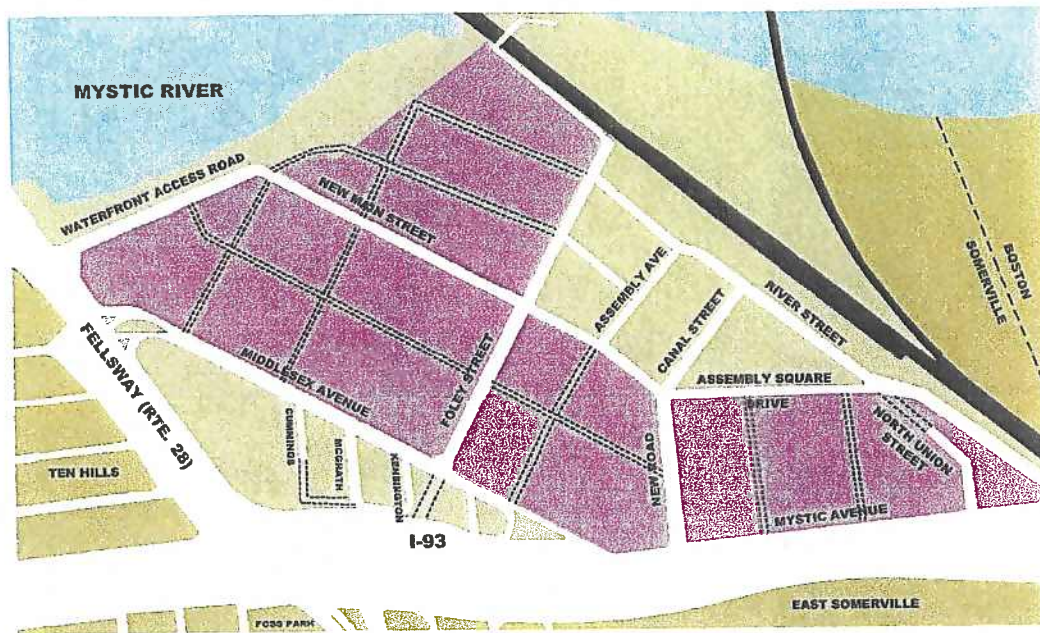 MYSTIC RIVER
WATERFRONT ACCESS ROAD
NEW MAIN STREET
ASSEMBLY AVE
CANAL STREET
RIVER STREET
BOSTON
SOMERVILLE
FELLSWAY (RTE. 28)
MIDDLESEX AVENUE
FOLEY STREET
ASSEMBLY SQUARE
DRIVE
NORTH UNION
STREET
TEN HILLS
CUMMINGS
MCGRATH
KENSINGTON
NEW ROAD
MYSTIC AVENUE
I-93
EAST SOMERVILLE
FOSS PARK